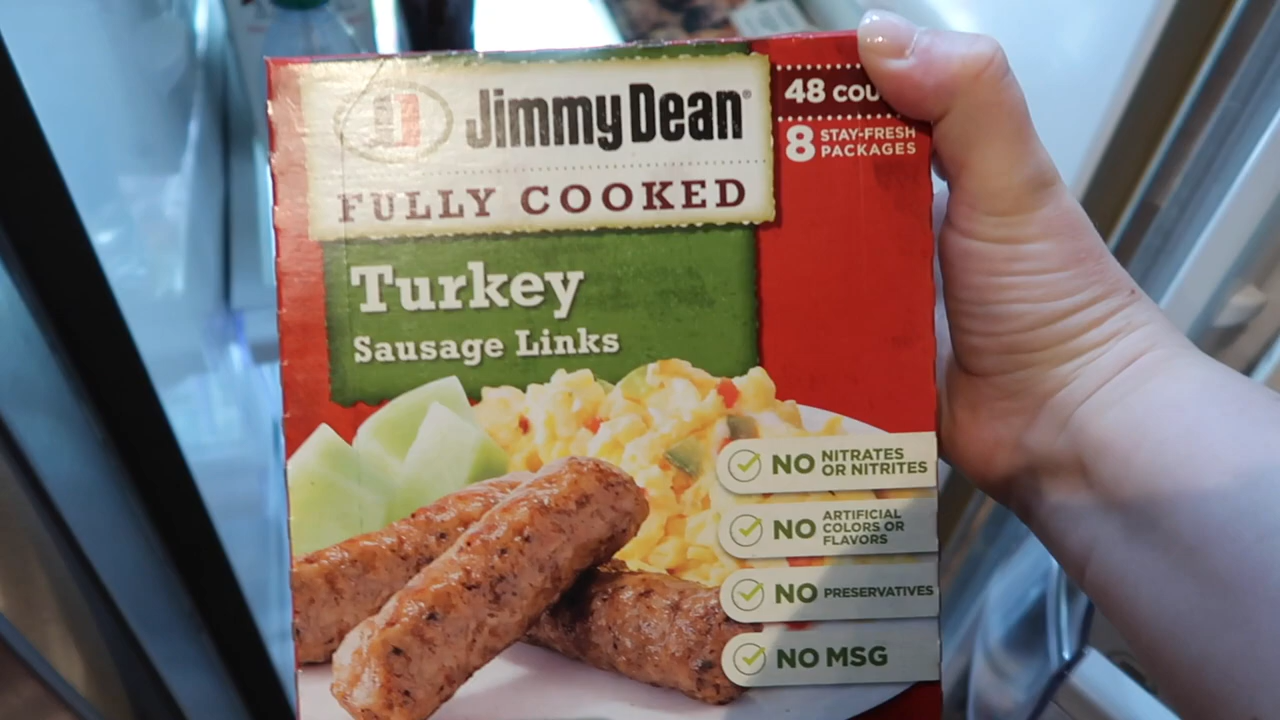 JD Jimmy Dean®
FULLY COOKED
48 COU
8 STAY-FRESH
PACKAGES
Turkey
Sausage Links
NO NITRATES
OR NITRITES
NO ARTIFICIAL
COLORS OR
FLAVORS
NO PRESERVATIVES
NO MSG